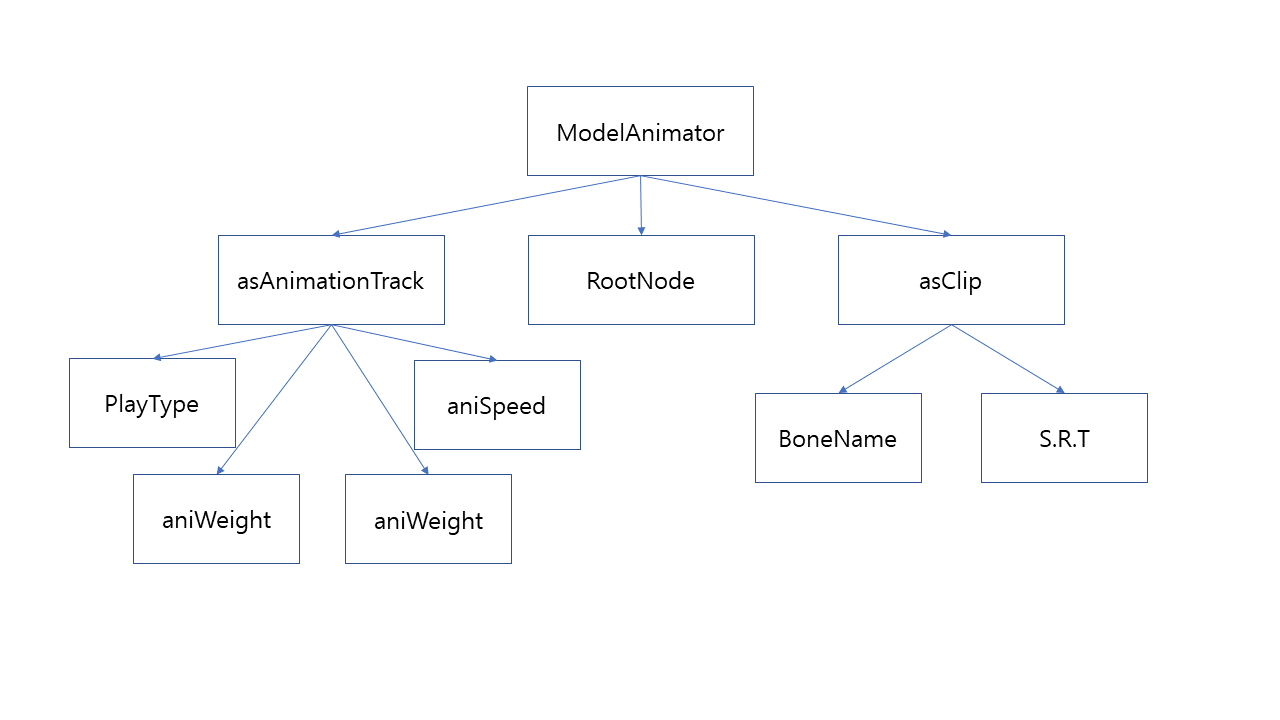 ModelAnimator
asAnimationTrack
RootNode
asClip
PlayType
aniSpeed
BoneName
S.R.T
aniWeight
aniWeight